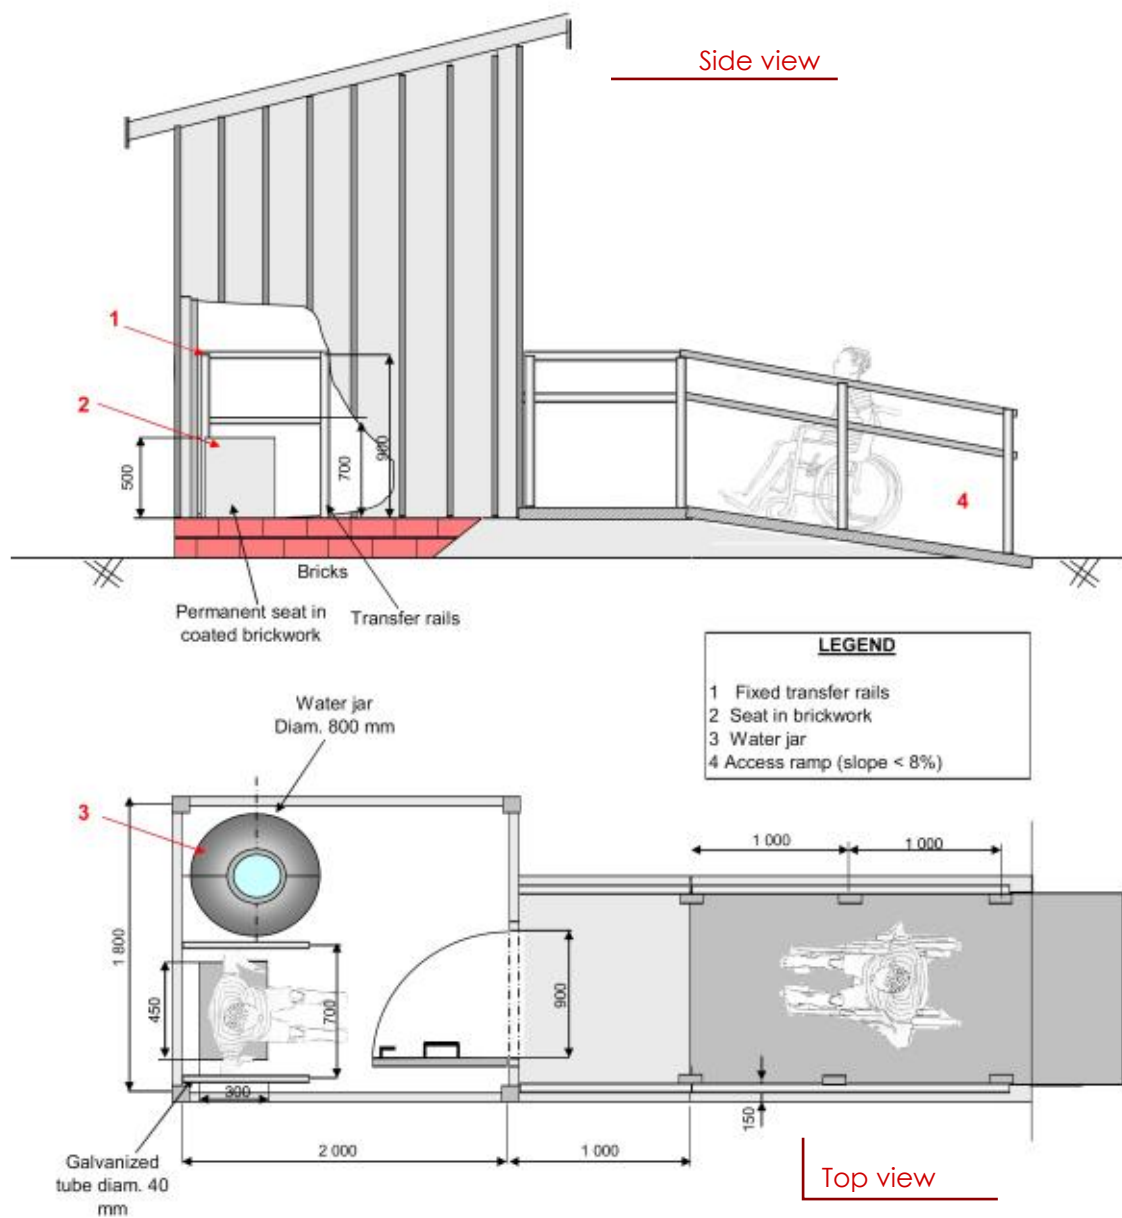 Side view
1
2
500
700
900
4
Bricks
Permanent seat in
coated brickwork
Transfer rails
LEGEND
1 Fixed transfer rails
2 Seat in brickwork
3 Water jar
4 Access ramp (slope < 8%)
Water jar
Diam. 800 mm
3
1 000
1 000
1 800
450
700
900
300
150
2 000
1 000
Galvanized
tube diam. 40
mm
Top view